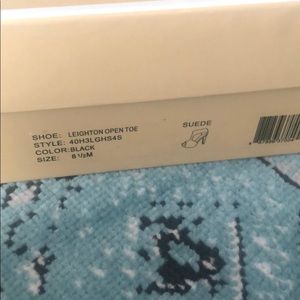 SHOE: LEIGHTON OPEN TOE
STYLE: 40H3LGHS4S
COLOR: BLACK
SIZE: 8 1/2M
SUEDE